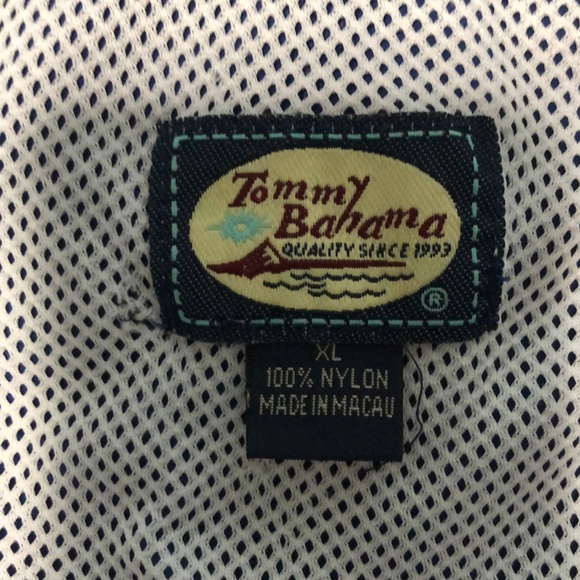 Tommy
Bahama
QUALITY SINCE 1993
®
XL
100% NYLON
MADE IN MACAU